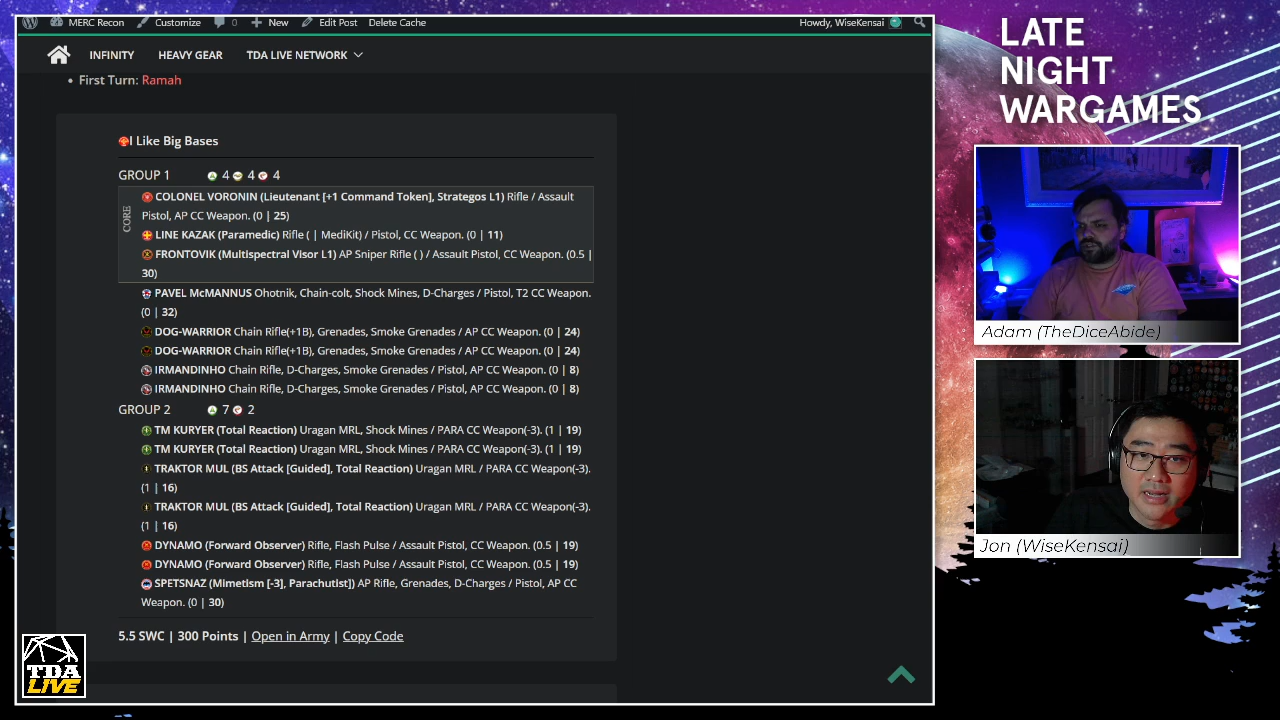 MERC Recon Customize 0 New Edit Post Delete Cache Howdy, WiseKensai
INFINITY HEAVY GEAR TDA LIVE NETWORK
• First Turn: Ramah
I Like Big Bases
GROUP 1 4 4 4
CORE
COLONEL VORONIN (Lieutenant [+1 Command Token], Strategos L1) Rifle / Assault
Pistol, AP CC Weapon. (0 | 25)
LINE KAZAK (Paramedic) Rifle ( | MediKit) / Pistol, CC Weapon. (0 | 11)
FRONTOVIK (Multispectral Visor L1) AP Sniper Rifle ( ) / Assault Pistol, CC Weapon. (0.5 |
30)
PAVEL McMANNUS Ohotnik, Chain-colt, Shock Mines, D-Charges / Pistol, T2 CC Weapon.
(0 | 32)
DOG-WARRIOR Chain Rifle(+1B), Grenades, Smoke Grenades / AP CC Weapon. (0 | 24)
DOG-WARRIOR Chain Rifle(+1B), Grenades, Smoke Grenades / AP CC Weapon. (0 | 24)
IRMANDINHO Chain Rifle, D-Charges, Smoke Grenades / Pistol, AP CC Weapon. (0 | 8)
IRMANDINHO Chain Rifle, D-Charges, Smoke Grenades / Pistol, AP CC Weapon. (0 | 8)
GROUP 2 7 2
TM KURYER (Total Reaction) Uragan MRL, Shock Mines / PARA CC Weapon(-3). (1 | 19)
TM KURYER (Total Reaction) Uragan MRL, Shock Mines / PARA CC Weapon(-3). (1 | 19)
TRAKTOR MUL (BS Attack [Guided], Total Reaction) Uragan MRL / PARA CC Weapon(-3).
(1 | 16)
TRAKTOR MUL (BS Attack [Guided], Total Reaction) Uragan MRL / PARA CC Weapon(-3).
(1 | 16)
DYNAMO (Forward Observer) Rifle, Flash Pulse / Assault Pistol, CC Weapon. (0.5 | 19)
DYNAMO (Forward Observer) Rifle, Flash Pulse / Assault Pistol, CC Weapon. (0.5 | 19)
SPETSNAZ (Mimetism [-3], Parachutist]) AP Rifle, Grenades, D-Charges / Pistol, AP CC
Weapon. (0 | 30)
5.5 SWC | 300 Points | Open in Army | Copy Code
TDA
LIVE
LATE
NIGHT
WARGAMES
Adam (TheDiceAbide)
Jon (WiseKensai)